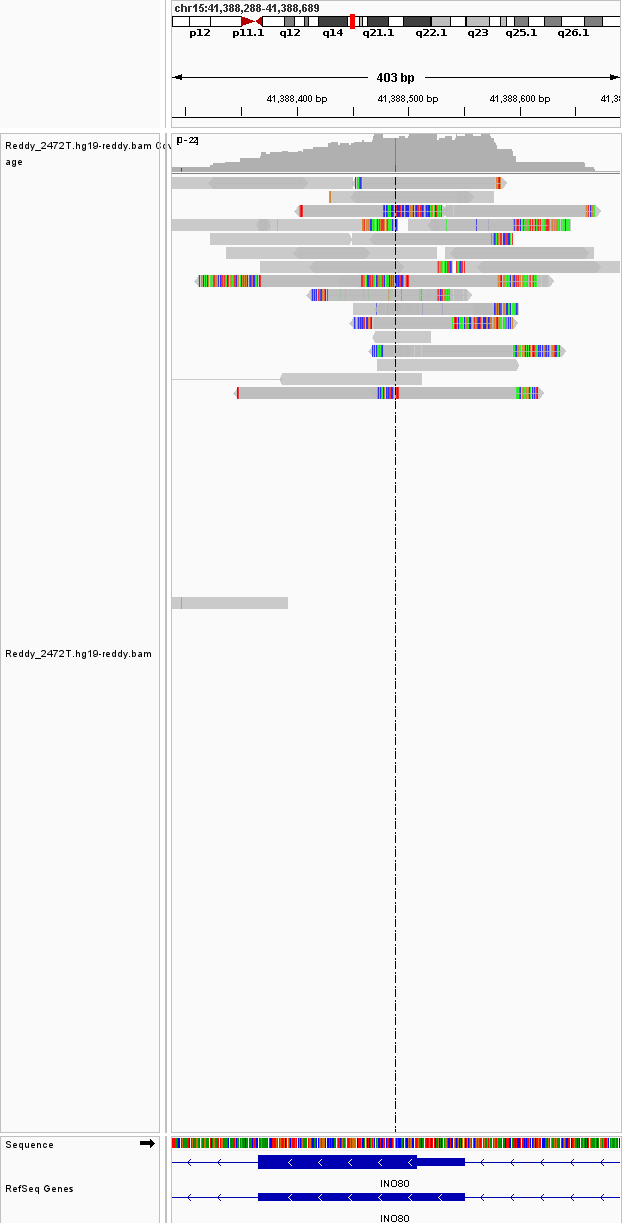 chr15:41,388,288-41,388,689
p12 p11.1 q12 q14 q21.1 q22.1 q23 q25.1 q26.1
403 bp
41,388,400 bp 41,388,500 bp 41,388,600 bp 41,38
Reddy_2472T.hg19-reddy.bam Cov
age
[0-22]
Reddy_2472T.hg19-reddy.bam
Sequence
INO80
RefSeq Genes
INO80